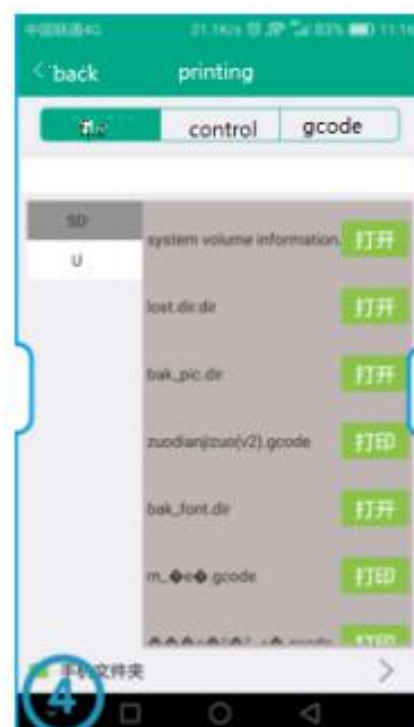 中国联通4G 21.1K/s 83% 11:16
back printing
control gcode
SD
U
system volume information. 打开
lost.dir.dir 打开
bak_pic.dir 打开
zuodianjizuo(v2).gcode 打印
bak_font.dir 打开
m_�e�.gcode 打印
打印
手机文件夹
4